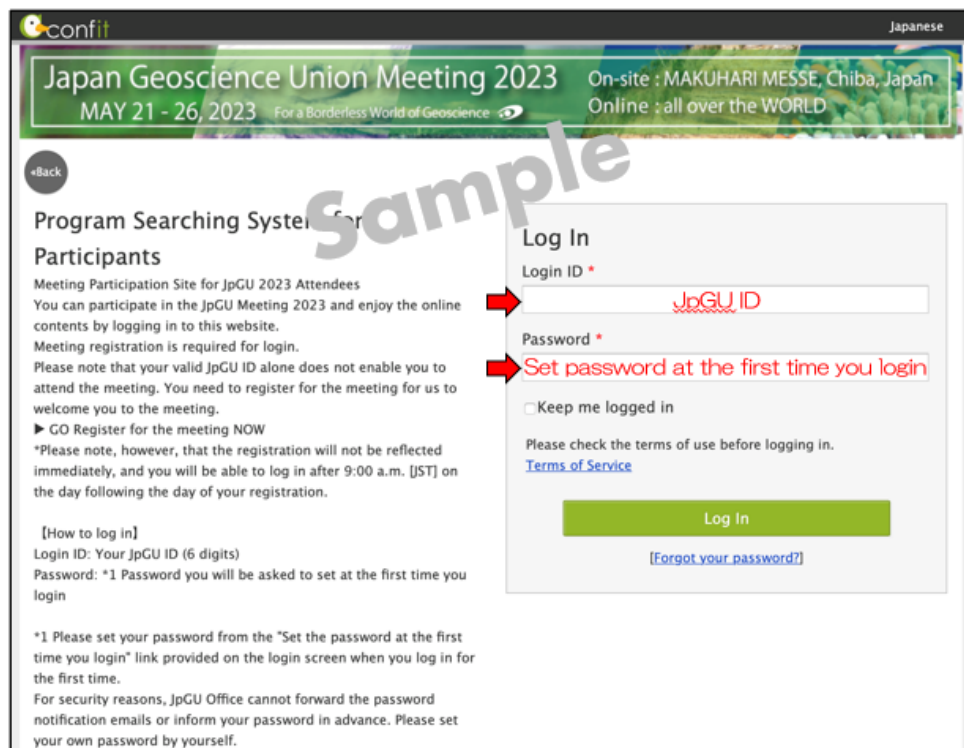 confit
Japanese
Japan Geoscience Union Meeting 2023
MAY 21 - 26, 2023 For a Borderless World of Geoscience
On-site : MAKUHARI MESSE, Chiba, Japan
Online : all over the WORLD
Sample
«Back
Program Searching System for
Participants
Meeting Participation Site for JpGU 2023 Attendees
You can participate in the JpGU Meeting 2023 and enjoy the online
contents by logging in to this website.
Meeting registration is required for login.
Please note that your valid JpGU ID alone does not enable you to
attend the meeting. You need to register for the meeting for us to
welcome you to the meeting.
▶ GO Register for the meeting NOW
*Please note, however, that the registration will not be reflected
immediately, and you will be able to log in after 9:00 a.m. [JST] on
the day following the day of your registration.
【How to log in】
Login ID: Your JpGU ID (6 digits)
Password: *1 Password you will be asked to set at the first time you
login
*1 Please set your password from the "Set the password at the first
time you login" link provided on the login screen when you log in for
the first time.
For security reasons, JpGU Office cannot forward the password
notification emails or inform your password in advance. Please set
your own password by yourself.
Log In
Login ID *
JpGU ID
Password *
Set password at the first time you login
Keep me logged in
Please check the terms of use before logging in.
Terms of Service
Log In
[Forgot your password?]